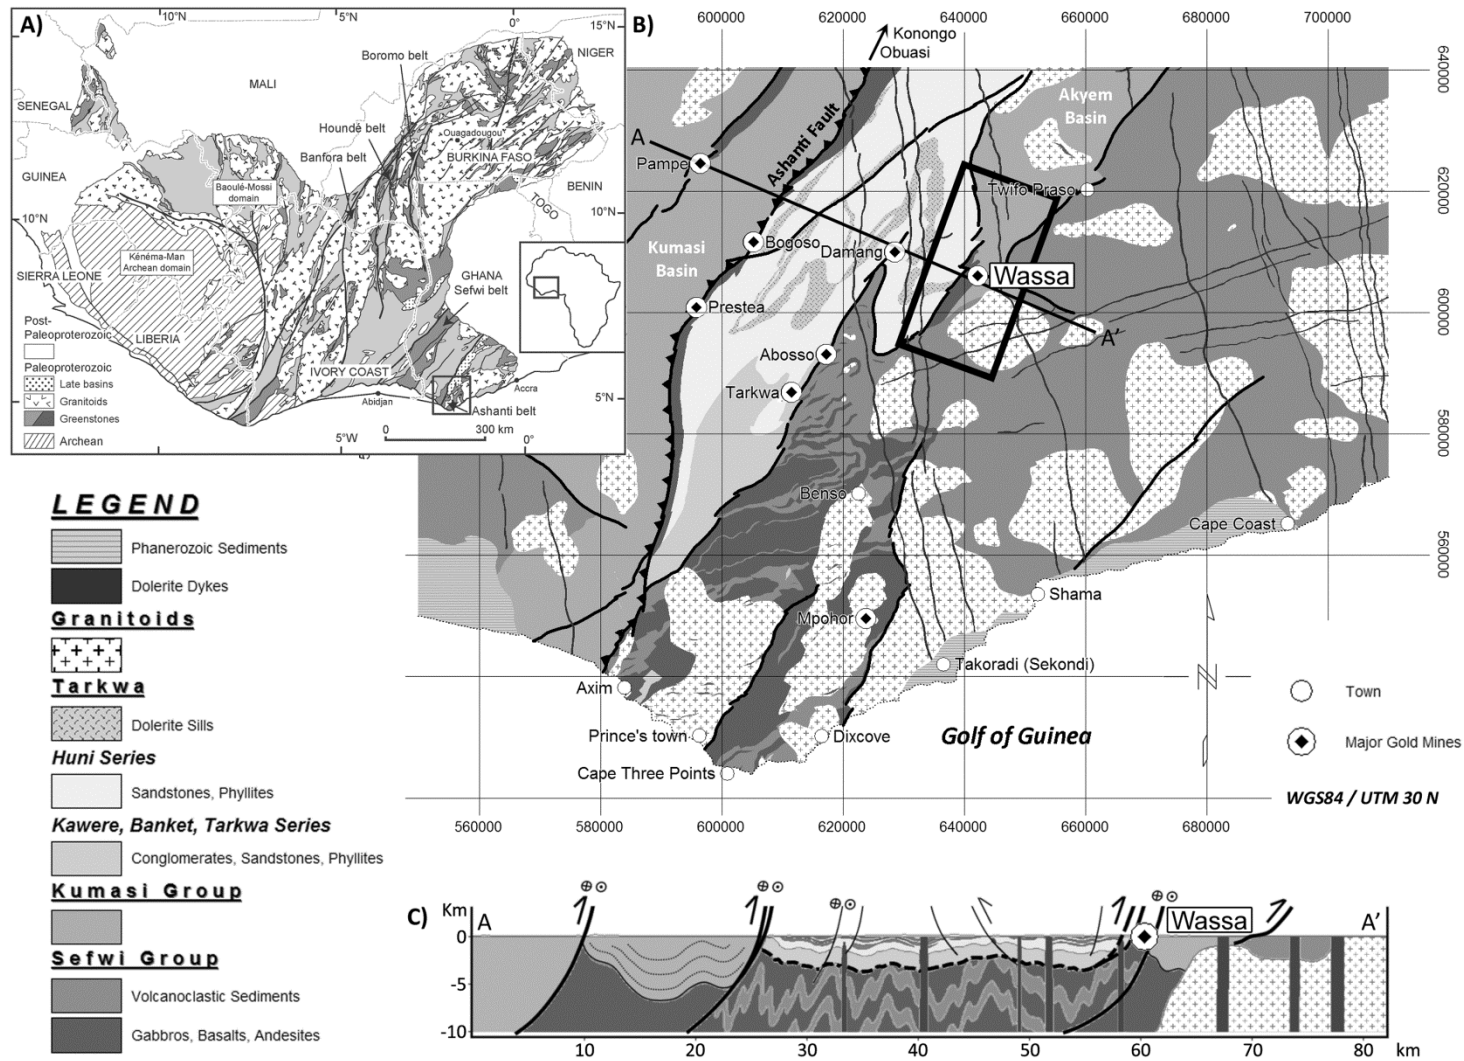 A)
10°N
5°N
0°
15°N
Boromo belt
NIGER
MALI
SENEGAL
Houndé belt
Ouagadougou
Banfora belt
BURKINA FASO
GUINEA
BENIN
Baoulé-Mossi
domain
TOGO
10°N
10°N
Kénéma-Man
Archean domain
SIERRA LEONE
GHANA
Sefwi belt
LIBERIA
IVORY COAST
Abidjan
Accra
Ashanti belt
5°N
5°W
0
300 km
0°
Post-
Paleoproterozoic
Paleoproterozoic
Late basins
Granitoids
Greenstones
Archean
B)
600000
620000
640000
660000
680000
700000
Konongo
Obuasi
Akyem
Basin
Ashanti Fault
A
Pampe
Twifo Praso
Kumasi
Basin
Bogoso
Damang
Wassa
Prestea
A'
Abosso
Tarkwa
Benso
Cape Coast
Shama
Mpohor
Takoradi (Sekondi)
Axim
Prince's town
Dixcove
Cape Three Points
Golf of Guinea
N
Town
Major Gold Mines
WGS84 / UTM 30 N
560000
580000
600000
620000
640000
660000
680000
LEGEND
Phanerozoic Sediments
Dolerite Dykes
Granitoids
Tarkwa
Dolerite Sills
Huni Series
Sandstones, Phyllites
Kawere, Banket, Tarkwa Series
Conglomerates, Sandstones, Phyllites
Kumasi Group
Sefwi Group
Volcanoclastic Sediments
Gabbros, Basalts, Andesites
C)
Km
A
Wassa
A'
0
-5
-10
10
20
30
40
50
60
70
80
km